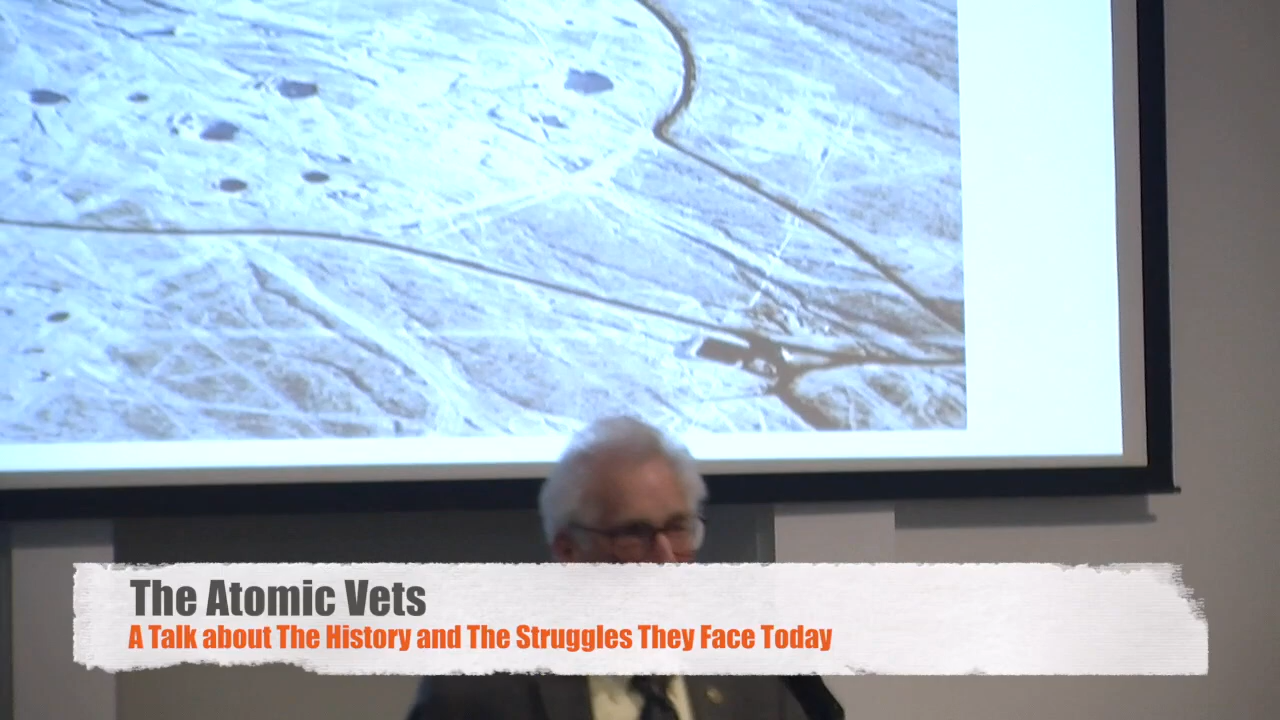 The Atomic Vets
A Talk about The History and The Struggles They Face Today